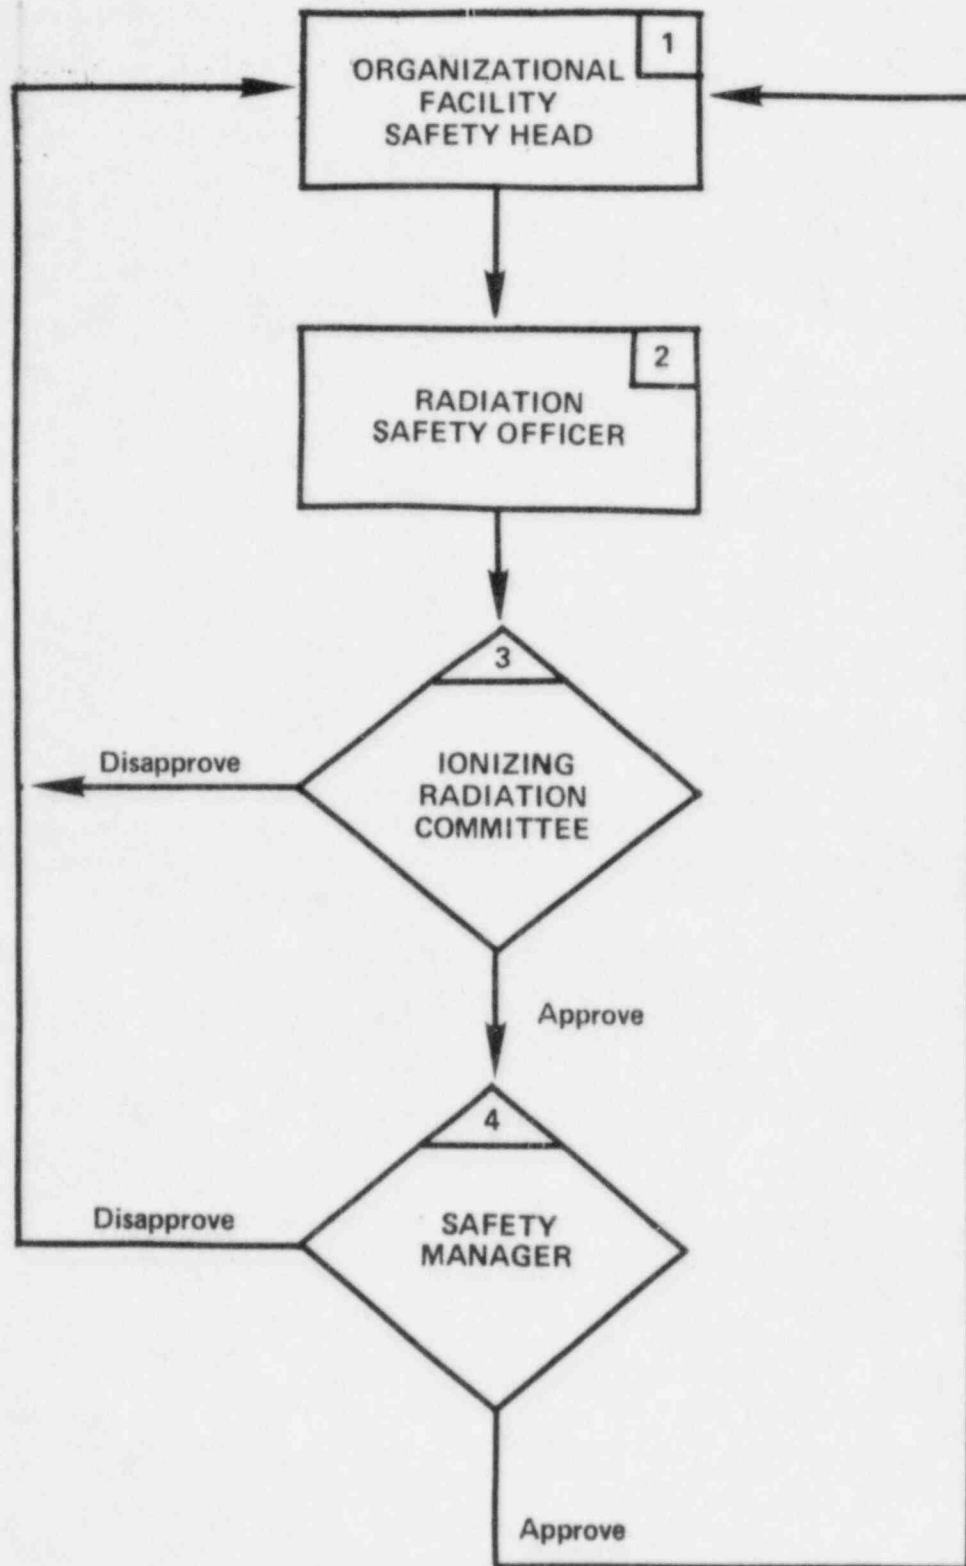 1
ORGANIZATIONAL
FACILITY
SAFETY HEAD
2
RADIATION
SAFETY OFFICER
3
Disapprove
IONIZING
RADIATION
COMMITTEE
Approve
4
Disapprove
SAFETY
MANAGER
Approve